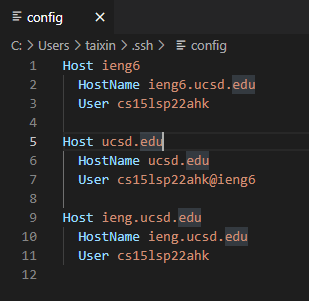 config
C: > Users > taixin > .ssh > config
1 Host ieng6
2 HostName ieng6.ucsd.edu
3 User cs15lsp22ahk
4
5 Host ucsd.edu
6 HostName ucsd.edu
7 User cs15lsp22ahk@ieng6
8
9 Host ieng.ucsd.edu
10 HostName ieng.ucsd.edu
11 User cs15lsp22ahk
12